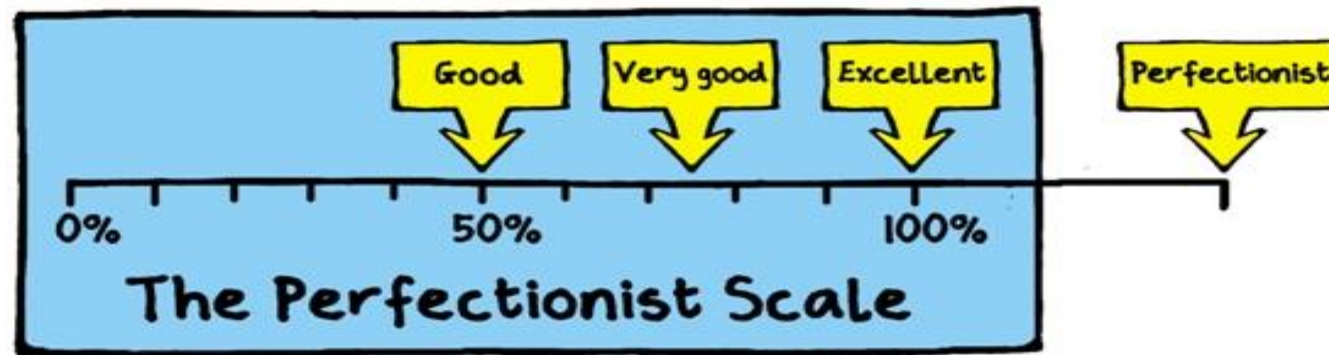 Good Very good Excellent Perfectionist
0% 50% 100%
The Perfectionist Scale